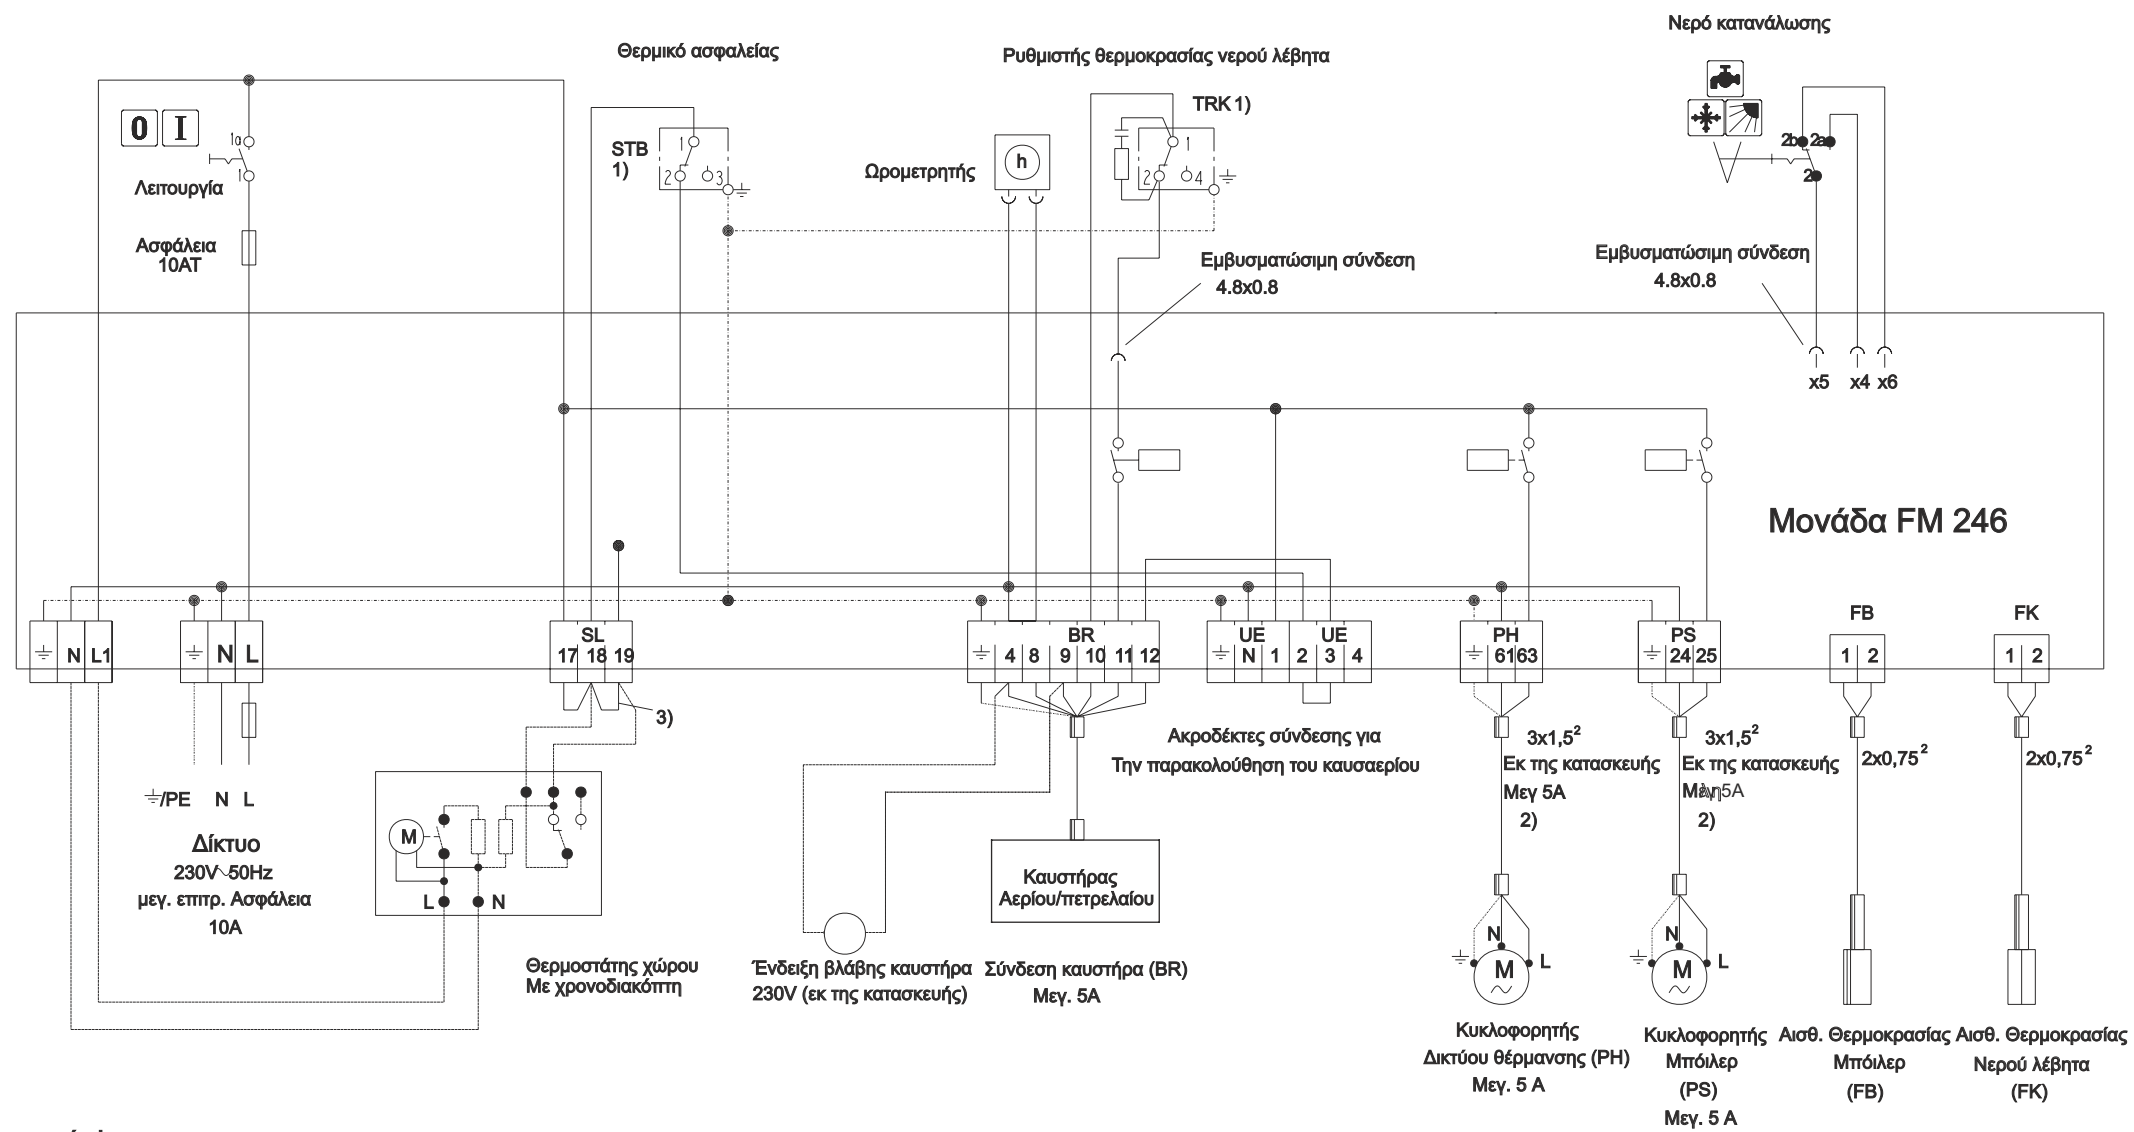 Νερό κατανάλωσης
Θερμικό ασφαλείας
Ρυθμιστής θερμοκρασίας νερού λέβητα
TRK 1)
0 I
1a
1
Λειτουργία
Ασφάλεια
10AT
STB
1)
1
2
3
Ωρομετρητής
h
1
2
4
2b
2a
2
Εμβυσματώσιμη σύνδεση
4.8x0.8
Εμβυσματώσιμη σύνδεση
4.8x0.8
x5 x4 x6
Μονάδα FM 246
N L1
N L
SL
17 18 19
BR
4 8 9 10 11 12
UE UE
N 1 2 3 4
PH
61 63
PS
24 25
FB
1 2
FK
1 2
3)
/PE N L
Δίκτυο
230V~50Hz
μεγ. επιτρ. Ασφάλεια
10A
M
L N
Θερμοστάτης χώρου
Με χρονοδιακόπτη
Ένδειξη βλάβης καυστήρα
230V (εκ της κατασκευής)
Καυστήρας
Αερίου/πετρελαίου
Σύνδεση καυστήρα (BR)
Μεγ. 5A
Ακροδέκτες σύνδεσης για
Την παρακολούθηση του καυσαερίου
3x1,5²
Εκ της κατασκευής
Μεγ 5A
2)
3x1,5²
Εκ της κατασκευής
5A
2)
2x0,75²
2x0,75²
N
L
M
N
L
M
Κυκλοφορητής
Δικτύου θέρμανσης (PH)
Μεγ. 5 A
Κυκλοφορητής
Μπόιλερ
(PS)
Μεγ. 5 A
Αισθ. Θερμοκρασίας
Μπόιλερ
(FB)
Αισθ. Θερμοκρασίας
Νερού λέβητα
(FK)